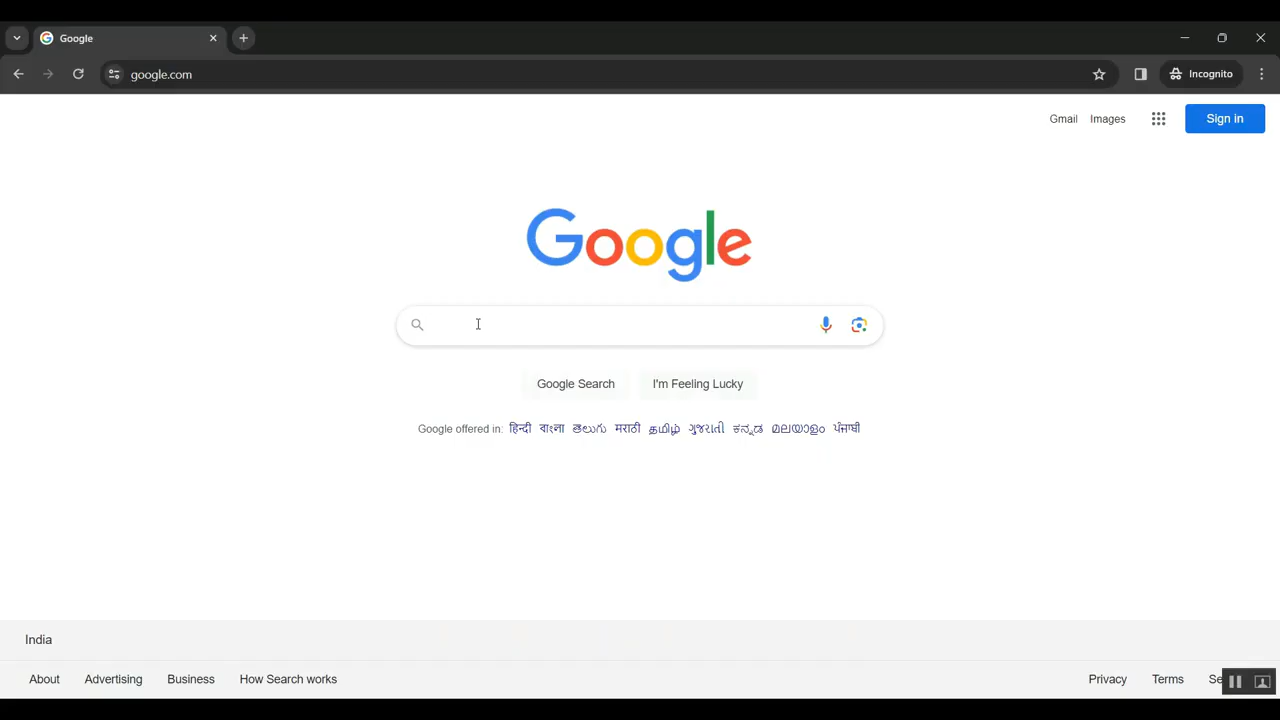 Google
google.com
Incognito
Gmail Images Sign in
Google
Google Search I'm Feeling Lucky
Google offered in: हिन्दी বাংলা తెలుగు मराठी தமிழ் ગુજરાતી ಕನ್ನಡ മലയാളം ਪੰਜਾਬੀ
India
About Advertising Business How Search works Privacy Terms Se